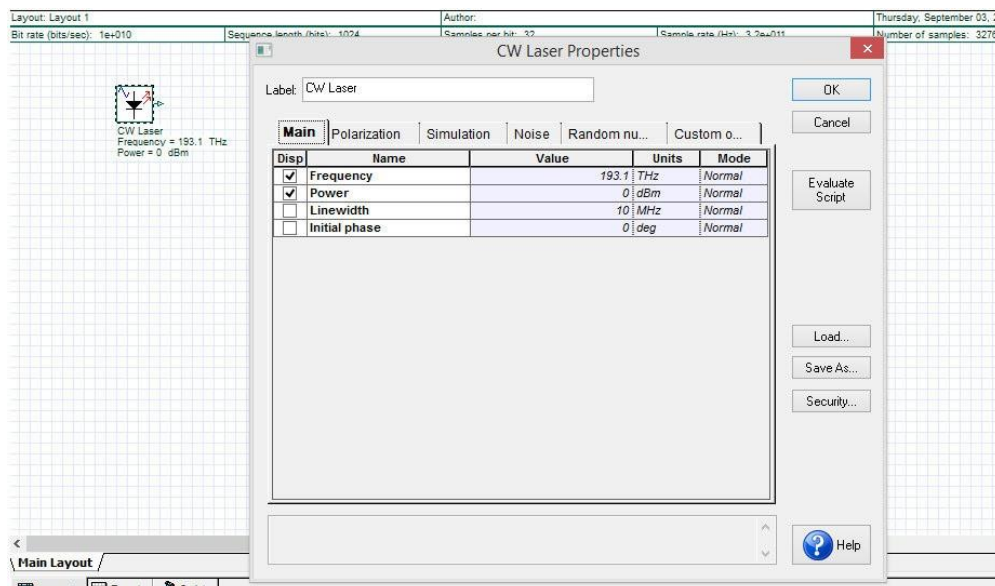 Layout: Layout 1 Author: Thursday, September 03,
Bit rate (bits/sec): 1e+010 Sequence length (bits): 1024 Samples per bit: 32 Sample rate (Hz): 3.2e+011 Number of samples: 3276
CW Laser Properties
Label: CW Laser
OK
Cancel
Main Polarization Simulation Noise Random nu... Custom o...
Disp Name Value Units Mode
Frequency 193.1 THz Normal
Power 0 dBm Normal
Linewidth 10 MHz Normal
Initial phase 0 deg Normal
Evaluate
Script
Load...
Save As...
Security...
Help
CW Laser
Frequency = 193.1 THz
Power = 0 dBm
Main Layout